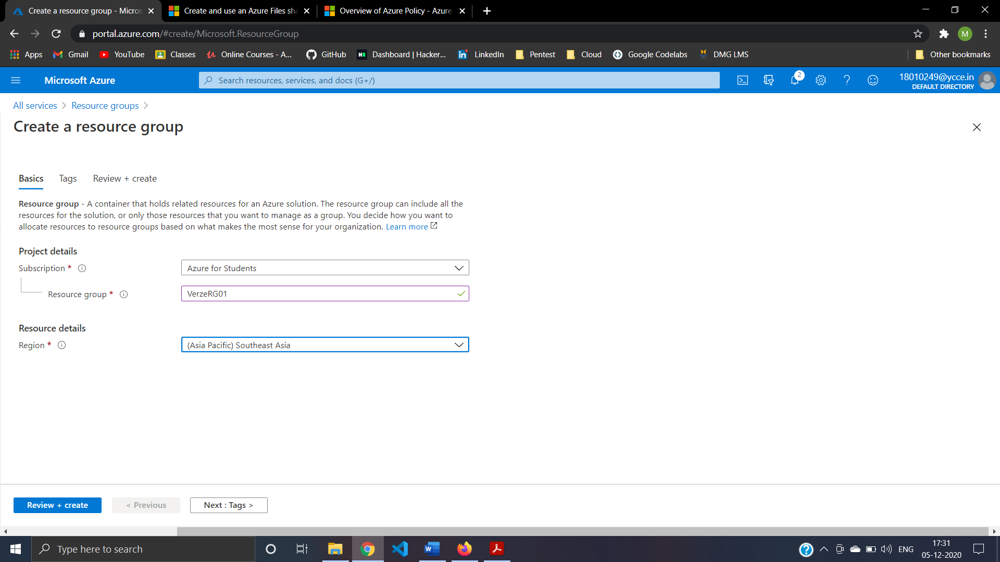 Create a resource group - Micros
Create and use an Azure Files sha
Overview of Azure Policy - Azure
portal.azure.com/#create/Microsoft.ResourceGroup
M
Apps
Gmail
YouTube
Classes
Online Courses - A...
GitHub
Dashboard | Hacker...
LinkedIn
Pentest
Cloud
Google Codelabs
DMG LMS
Other bookmarks
Microsoft Azure
Search resources, services, and docs (G+/)
2
18010249@ycce.in
DEFAULT DIRECTORY
All services > Resource groups >
Create a resource group
Basics
Tags
Review + create
Resource group - A container that holds related resources for an Azure solution. The resource group can include all the
resources for the solution, or only those resources that you want to manage as a group. You decide how you want to
allocate resources to resource groups based on what makes the most sense for your organization. Learn more
Project details
Subscription *
Azure for Students
Resource group *
VerzeRG01
Resource details
Region *
(Asia Pacific) Southeast Asia
Review + create
< Previous
Next : Tags >
Type here to search
ENG
17:31
05-12-2020